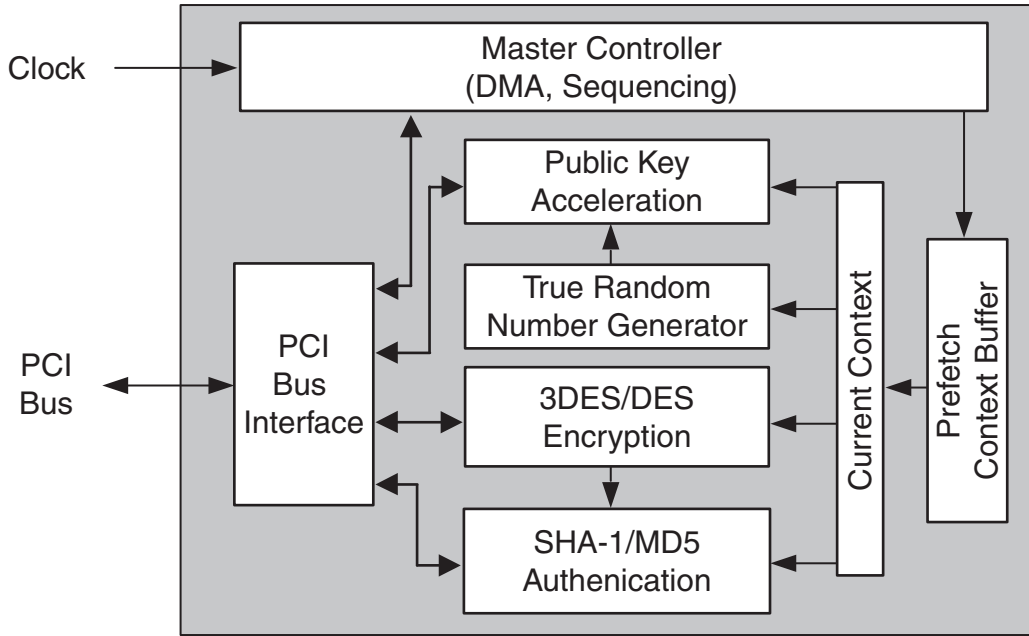 Master Controller
(DMA, Sequencing)
Clock
Public Key
Acceleration
True Random
Number Generator
PCI
Bus
Interface
PCI
Bus
3DES/DES
Encryption
SHA-1/MD5
Authenication
Current Context
Prefetch
Context Buffer